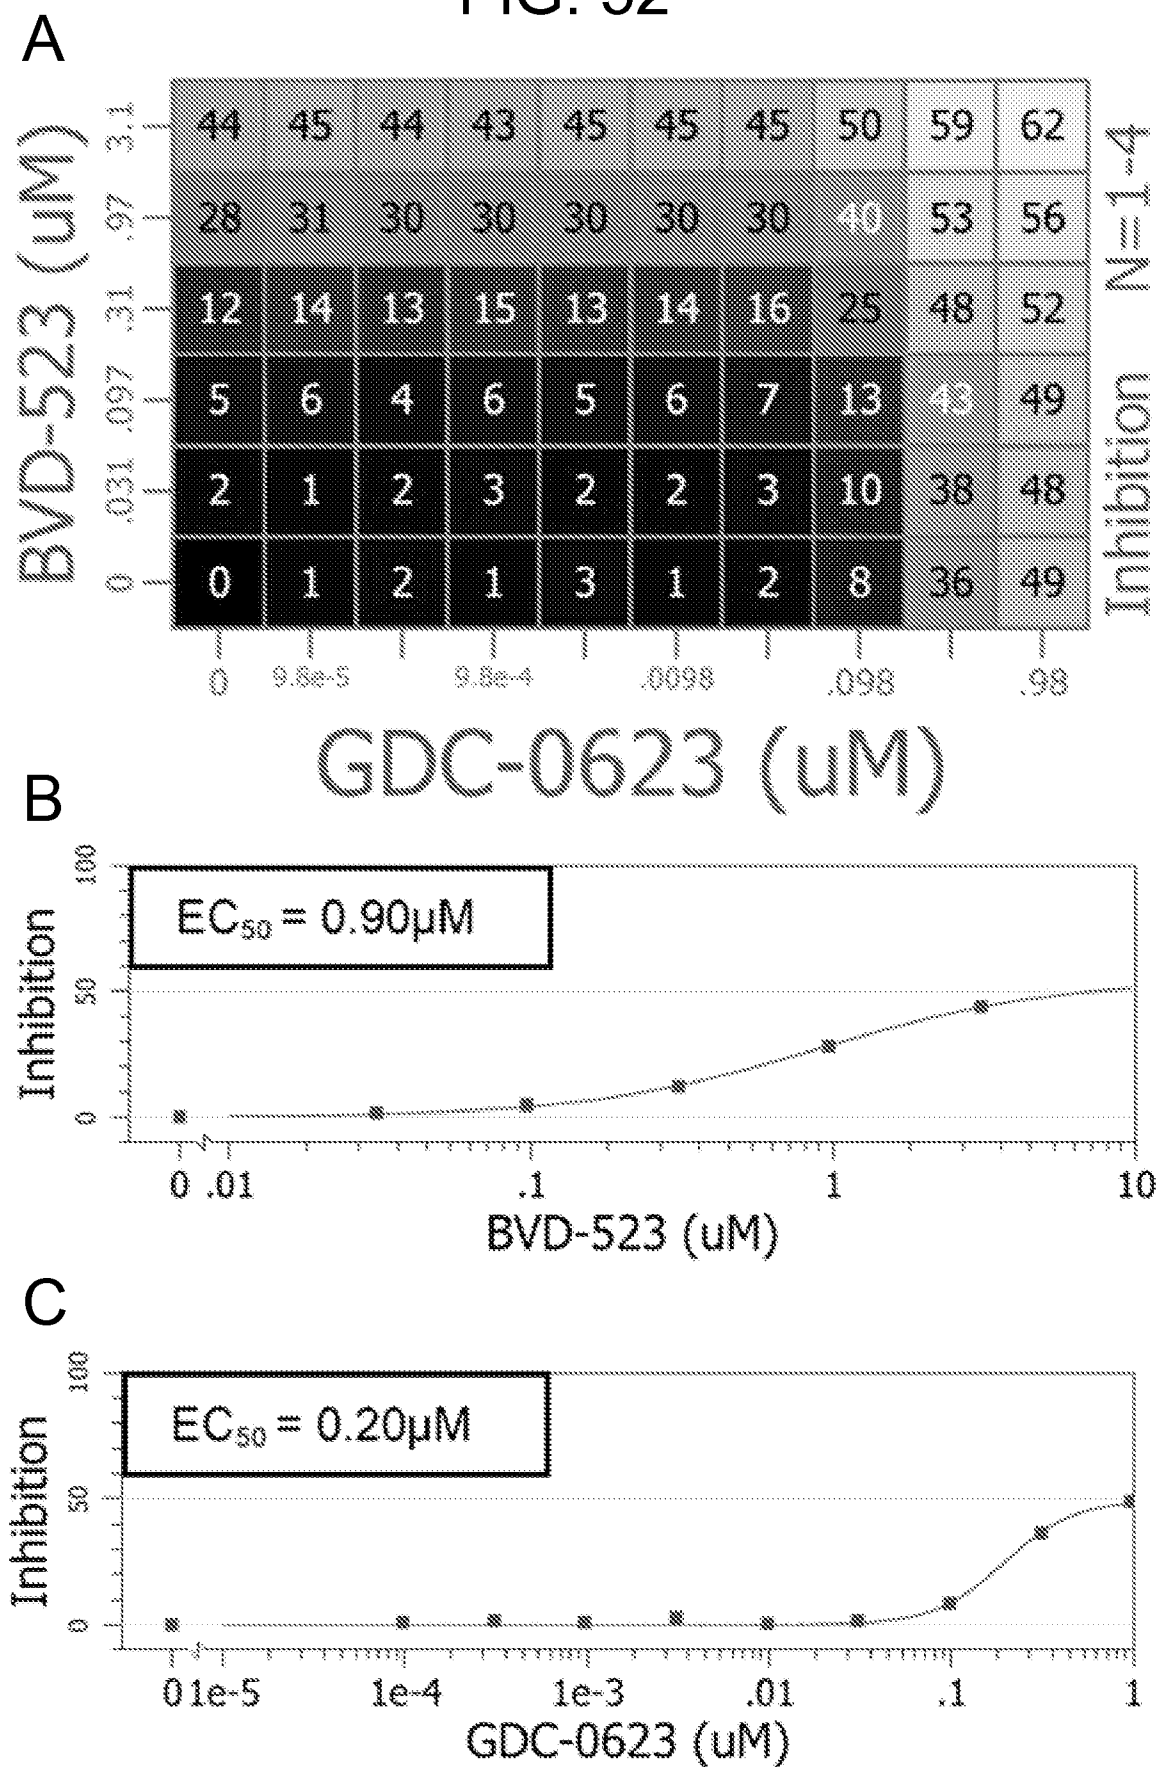 FIG. 52
A
BVD-523 (uM)
3.1 44 45 44 43 45 45 45 50 59 62
.97 28 31 30 30 30 30 30 40 53 56
.31 12 14 13 15 13 14 16 25 48 52
.097 5 6 4 6 5 6 7 13 43 49
.031 2 1 2 3 2 2 3 10 38 48
0 0 1 2 1 3 1 2 8 36 49
Inhibition N=1-4
0 9.8e-5 9.8e-4 .0098 .098 .98
GDC-0623 (uM)
B
EC50 = 0.90µM
Inhibition
100
50
0
0 .01 .1 1 10
BVD-523 (uM)
C
EC50 = 0.20µM
Inhibition
100
50
0
0 1e-5 1e-4 1e-3 .01 .1 1
GDC-0623 (uM)